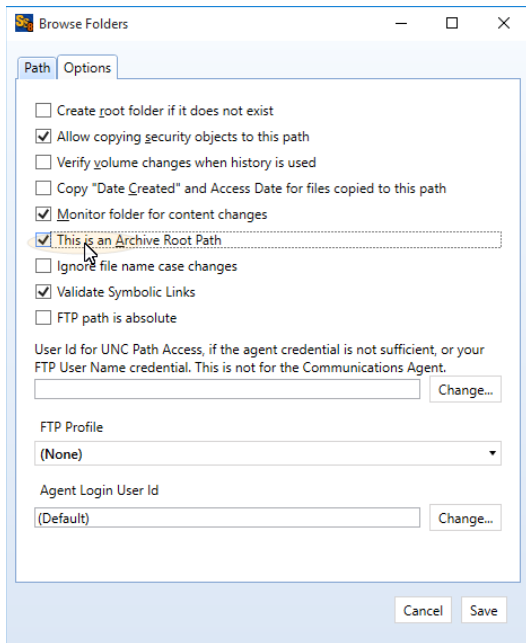 Browse Folders
Path Options
Create root folder if it does not exist
Allow copying security objects to this path
Verify volume changes when history is used
Copy "Date Created" and Access Date for files copied to this path
Monitor folder for content changes
This is an Archive Root Path
Ignore file name case changes
Validate Symbolic Links
FTP path is absolute
User Id for UNC Path Access, if the agent credential is not sufficient, or your
FTP User Name credential. This is not for the Communications Agent.
Change...
FTP Profile
(None)
Agent Login User Id
(Default) Change...
Cancel Save